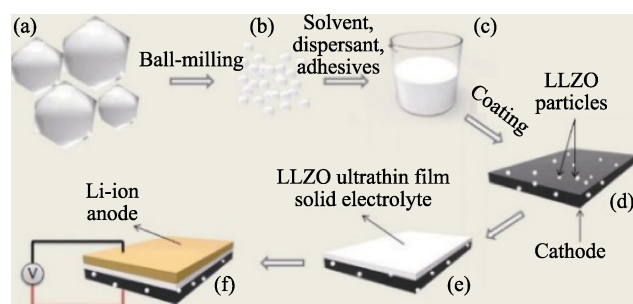 (a)
Ball-milling
(b)
Solvent,
dispersant,
adhesives
(c)
Coating
LLZO
particles
(d)
Cathode
LLZO ultrathin film
solid electrolyte
(e)
Li-ion
anode
(f)
V